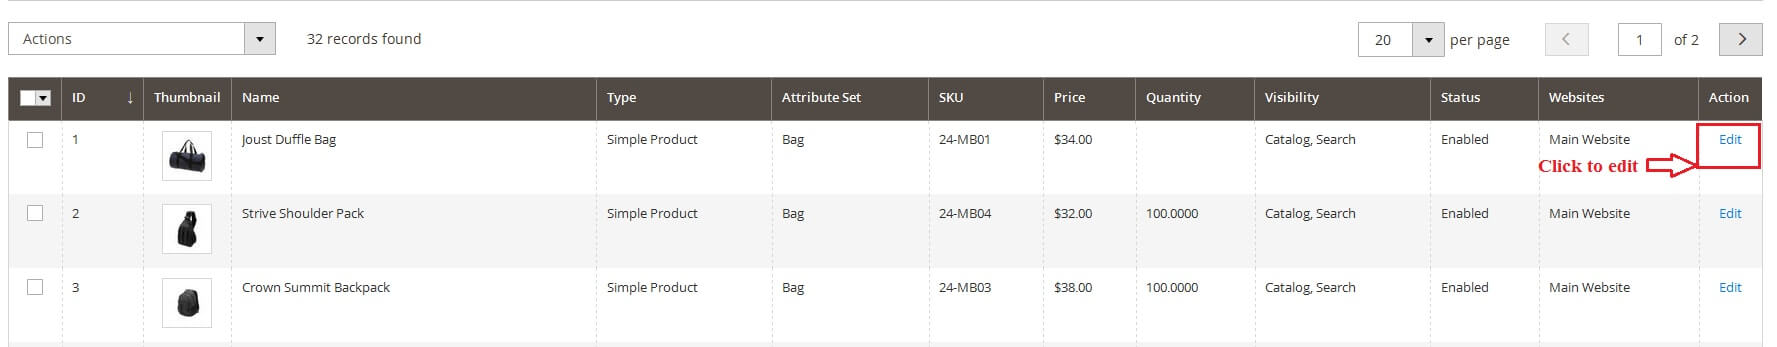 Actions 32 records found 20 per page 1 of 2
ID ↓ Thumbnail Name Type Attribute Set SKU Price Quantity Visibility Status Websites Action
1 Joust Duffle Bag Simple Product Bag 24-MB01 $34.00 Catalog, Search Enabled Main Website Edit
Click to edit
2 Strive Shoulder Pack Simple Product Bag 24-MB04 $32.00 100.0000 Catalog, Search Enabled Main Website Edit
3 Crown Summit Backpack Simple Product Bag 24-MB03 $38.00 100.0000 Catalog, Search Enabled Main Website Edit